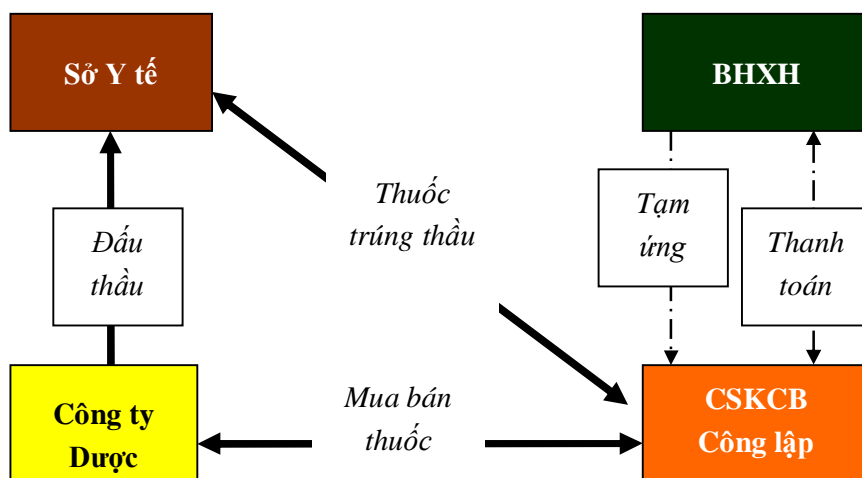 Sở Y tế
BHXH
Thuốc
trúng thầu
Tạm
ứng
Đấu
thầu
Thanh
toán
Công ty
Dược
Mua bán
thuốc
CSKCB
Công lập